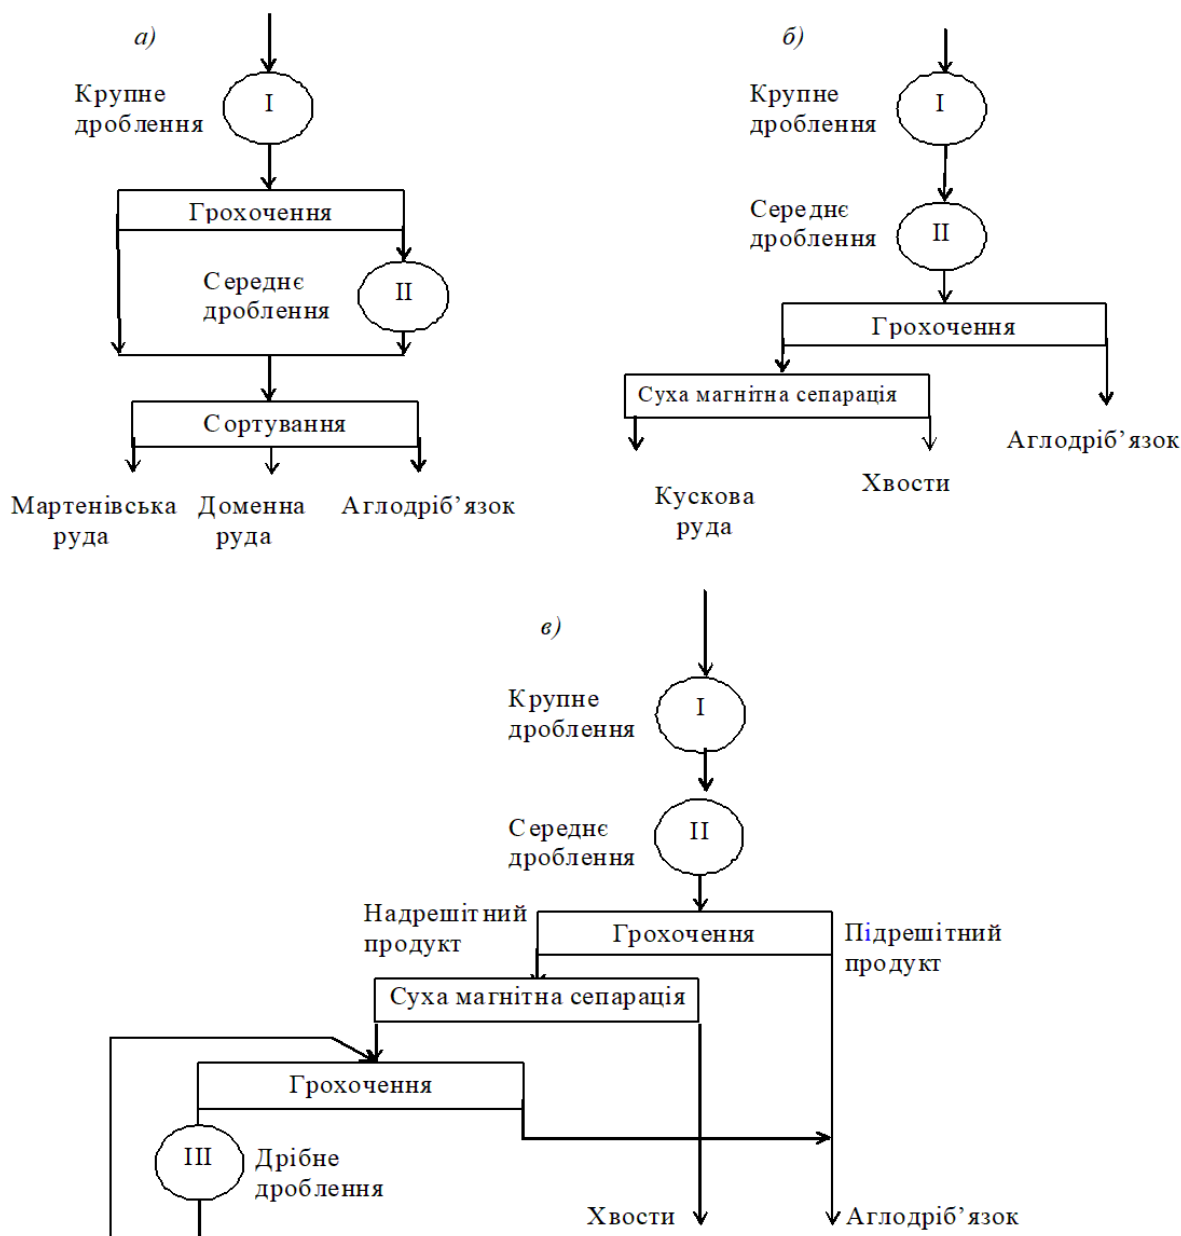 а)
Крупне
дроблення
I
Грохочення
Середнє
дроблення
II
Сортування
Мартенівська
руда
Доменна
руда
Аглодріб’язок
б)
Крупне
дроблення
I
Середнє
дроблення
II
Грохочення
Суха магнітна сепарація
Кускова
руда
Хвости
Аглодріб’язок
в)
Крупне
дроблення
I
Середнє
дроблення
II
Надрешітний
продукт
Грохочення
Підрешітний
продукт
Суха магнітна сепарація
Грохочення
III
Дрібне
дроблення
Хвости
Аглодріб’язок